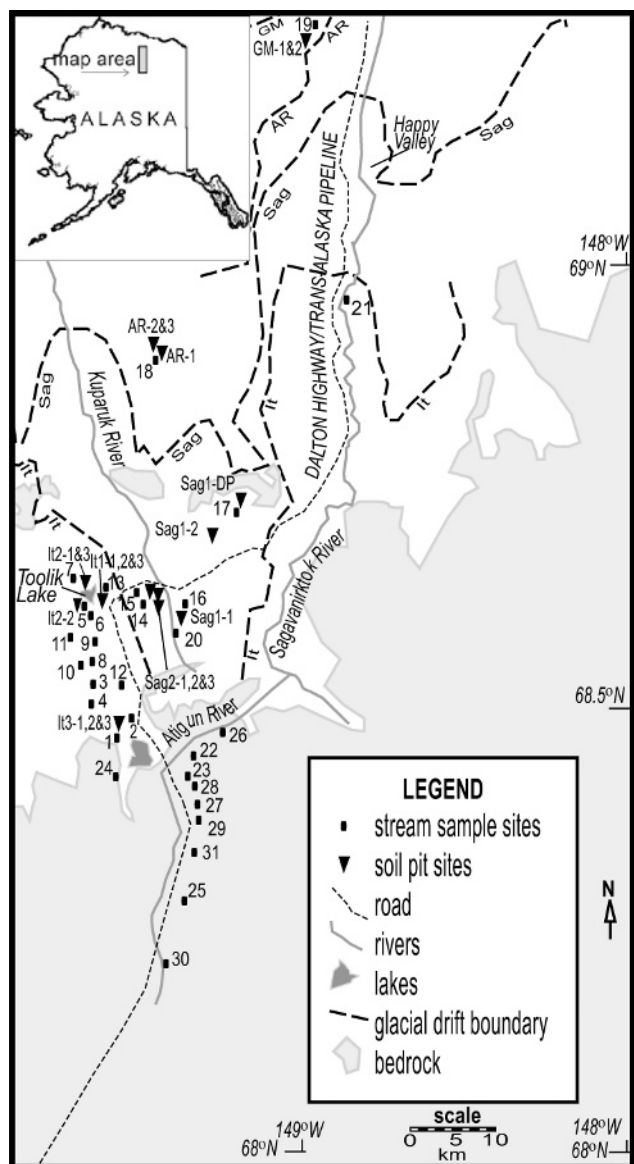 map area
ALASKA
19
GM
AR
GM-1&2
AR
Sag
Happy
Valley
Sag
DALTON HIGHWAY/TRANS ALASKA PIPELINE
148°W
69°N
21
AR-2&3
AR-1
18
Sag
Kuparuk River
Sag
It
It
Sag1-DP
17
Sag1-2
It
It2-1&3
It1-1,2&3
7
13
Toolik
Lake
15
14
16
Sag1-1
It2-2
5
6
20
11
9
10
8
Sagavanirktok River
It
3
12
Sag2-1,2&3
4
68.5°N
It3-1,2&3
2
Atigun River
1
26
22
24
23
28
27
29
31
25
30
LEGEND
stream sample sites
soil pit sites
road
rivers
lakes
glacial drift boundary
bedrock
N
scale
0 5 10
km
149°W
68°N
148°W
68°N